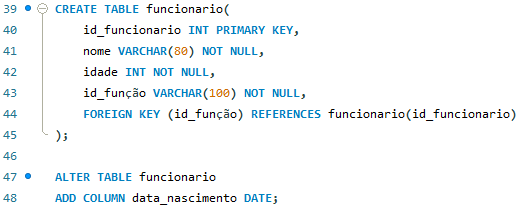 39 CREATE TABLE funcionario(
40 id_funcionario INT PRIMARY KEY,
41 nome VARCHAR(80) NOT NULL,
42 idade INT NOT NULL,
43 id_função VARCHAR(100) NOT NULL,
44 FOREIGN KEY (id_função) REFERENCES funcionario(id_funcionario)
45 );
46
47 ALTER TABLE funcionario
48 ADD COLUMN data_nascimento DATE;